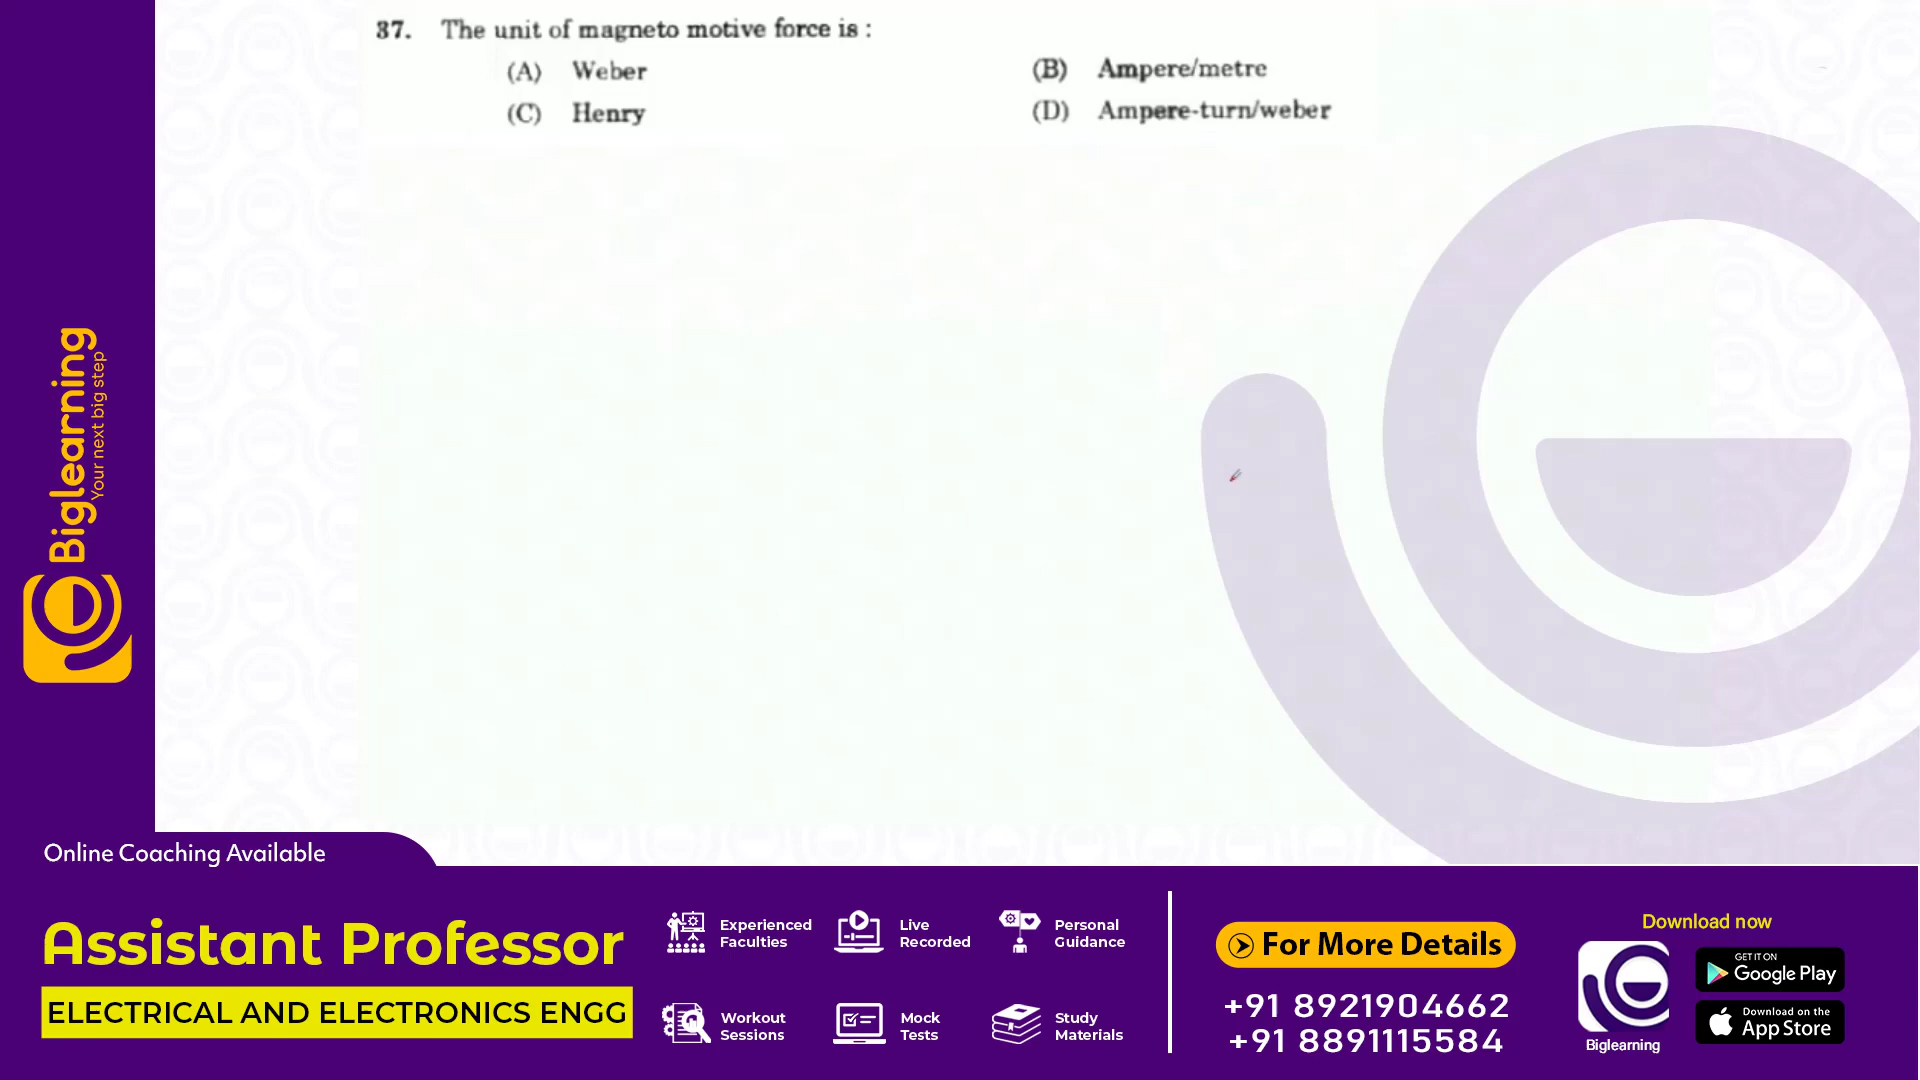 37. The unit of magneto motive force is :
(A) Weber
(B) Ampere/metre
(C) Henry
(D) Ampere-turn/weber
Biglearning
Your next big step
Online Coaching Available
Assistant Professor
ELECTRICAL AND ELECTRONICS ENGG
Experienced
Faculties
Live
Recorded
Personal
Guidance
Workout
Sessions
Mock
Tests
Study
Materials
For More Details
+91 8921904662
+91 8891115584
Download now
GET IT ON
Google Play
Download on the
App Store
Biglearning